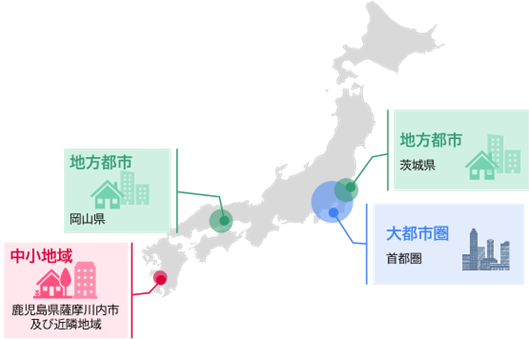 地方都市
茨城県
地方都市
岡山県
大都市圏
首都圏
中小地域
鹿児島県薩摩川内市
及び近隣地域